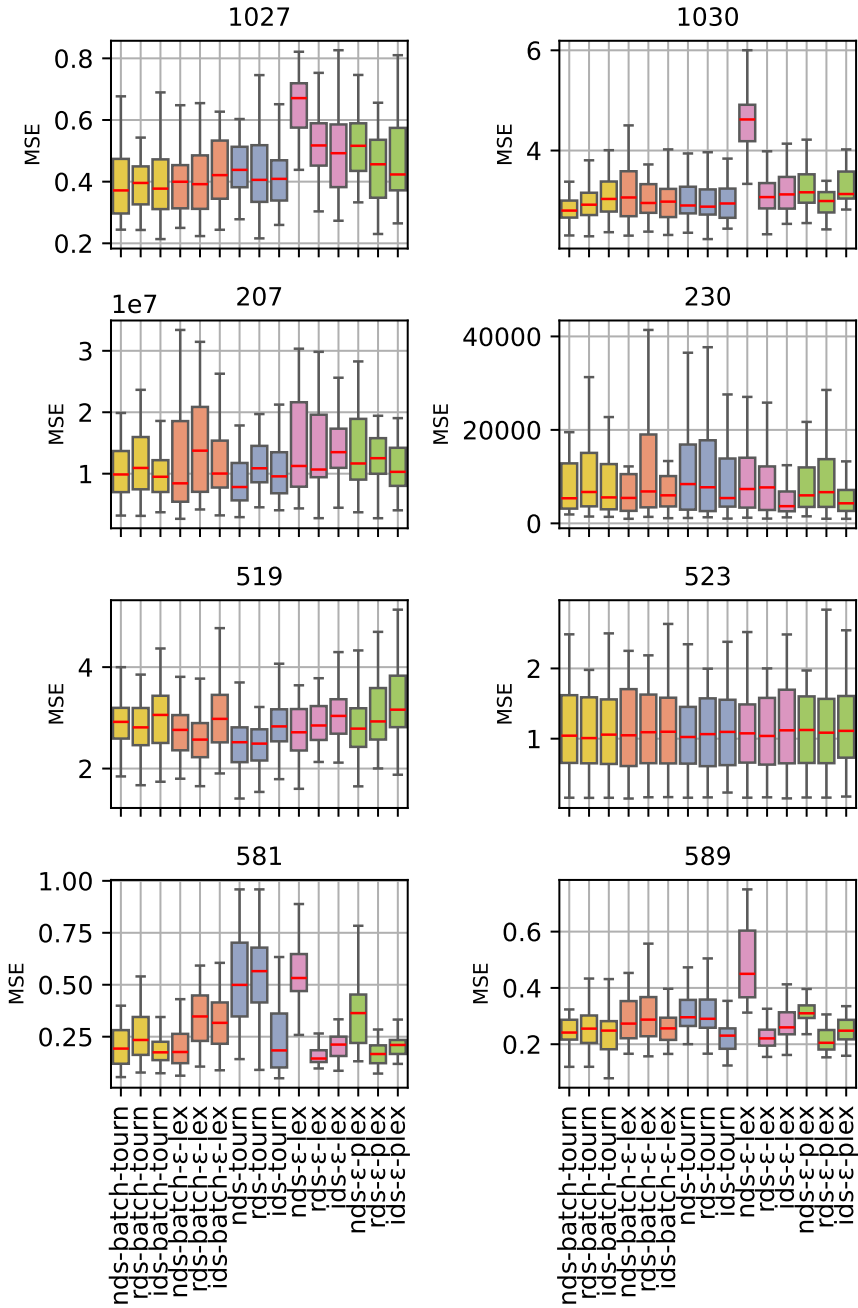 1027
MSE
0.8
0.6
0.4
0.2
1030
6
4
1e7
207
MSE
3
2
1
230
MSE
40000
20000
0
519
MSE
4
2
523
2
1
581
MSE
1.00
0.75
0.50
0.25
589
0.6
0.4
0.2
nds-batch-tourn
rds-batch-tourn
ids-batch-tourn
nds-batch-ε-lex
rds-batch-ε-lex
ids-batch-ε-lex
nds-tourn
rds-tourn
ids-tourn
nds-ε-lex
rds-ε-lex
ids-ε-lex
nds-ε-plex
rds-ε-plex
ids-ε-plex
nds-batch-tourn
rds-batch-tourn
ids-batch-tourn
nds-batch-ε-lex
rds-batch-ε-lex
ids-batch-ε-lex
nds-tourn
rds-tourn
ids-tourn
nds-ε-lex
rds-ε-lex
ids-ε-lex
nds-ε-plex
rds-ε-plex
ids-ε-plex
MSE
MSE
MSE